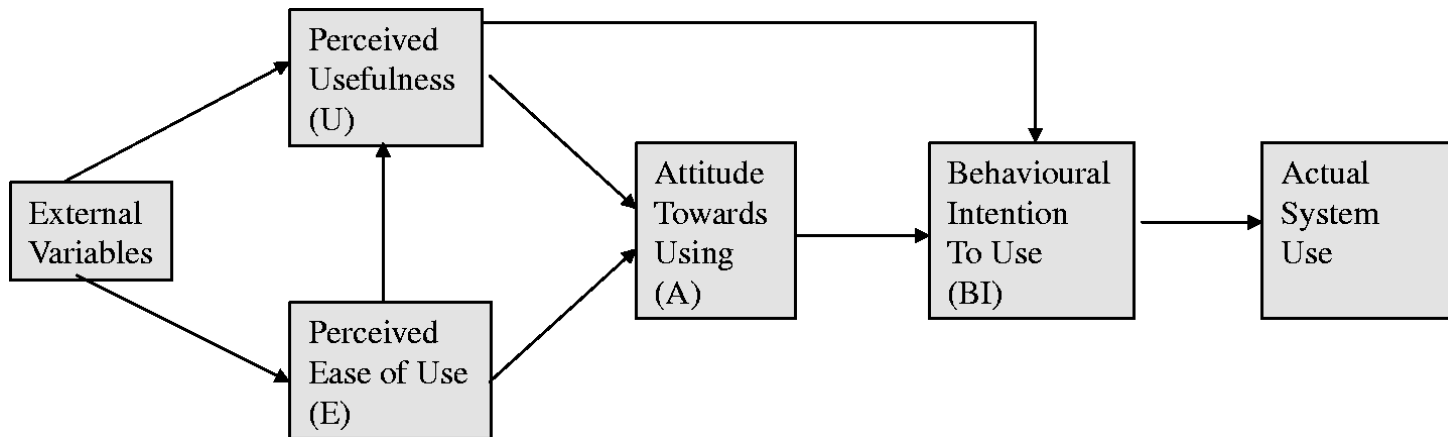 Perceived
Usefulness
(U)
External
Variables
Perceived
Ease of Use
(E)
Attitude
Towards
Using
(A)
Behavioural
Intention
To Use
(BI)
Actual
System
Use